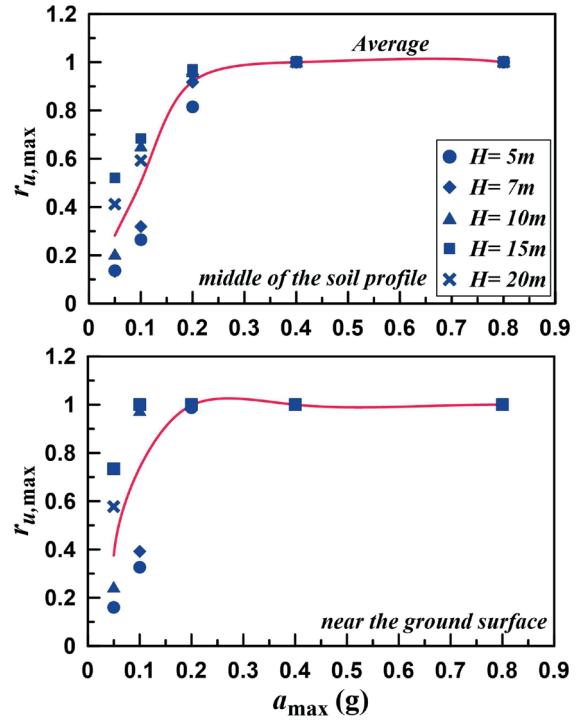 1.2
1
0.8
0.6
0.4
0.2
0
r_u,max
Average
H= 5m
H= 7m
H= 10m
H= 15m
H= 20m
middle of the soil profile
0 0.1 0.2 0.3 0.4 0.5 0.6 0.7 0.8 0.9
1.2
1
0.8
0.6
0.4
0.2
0
r_u,max
near the ground surface
0 0.1 0.2 0.3 0.4 0.5 0.6 0.7 0.8 0.9
a_max (g)